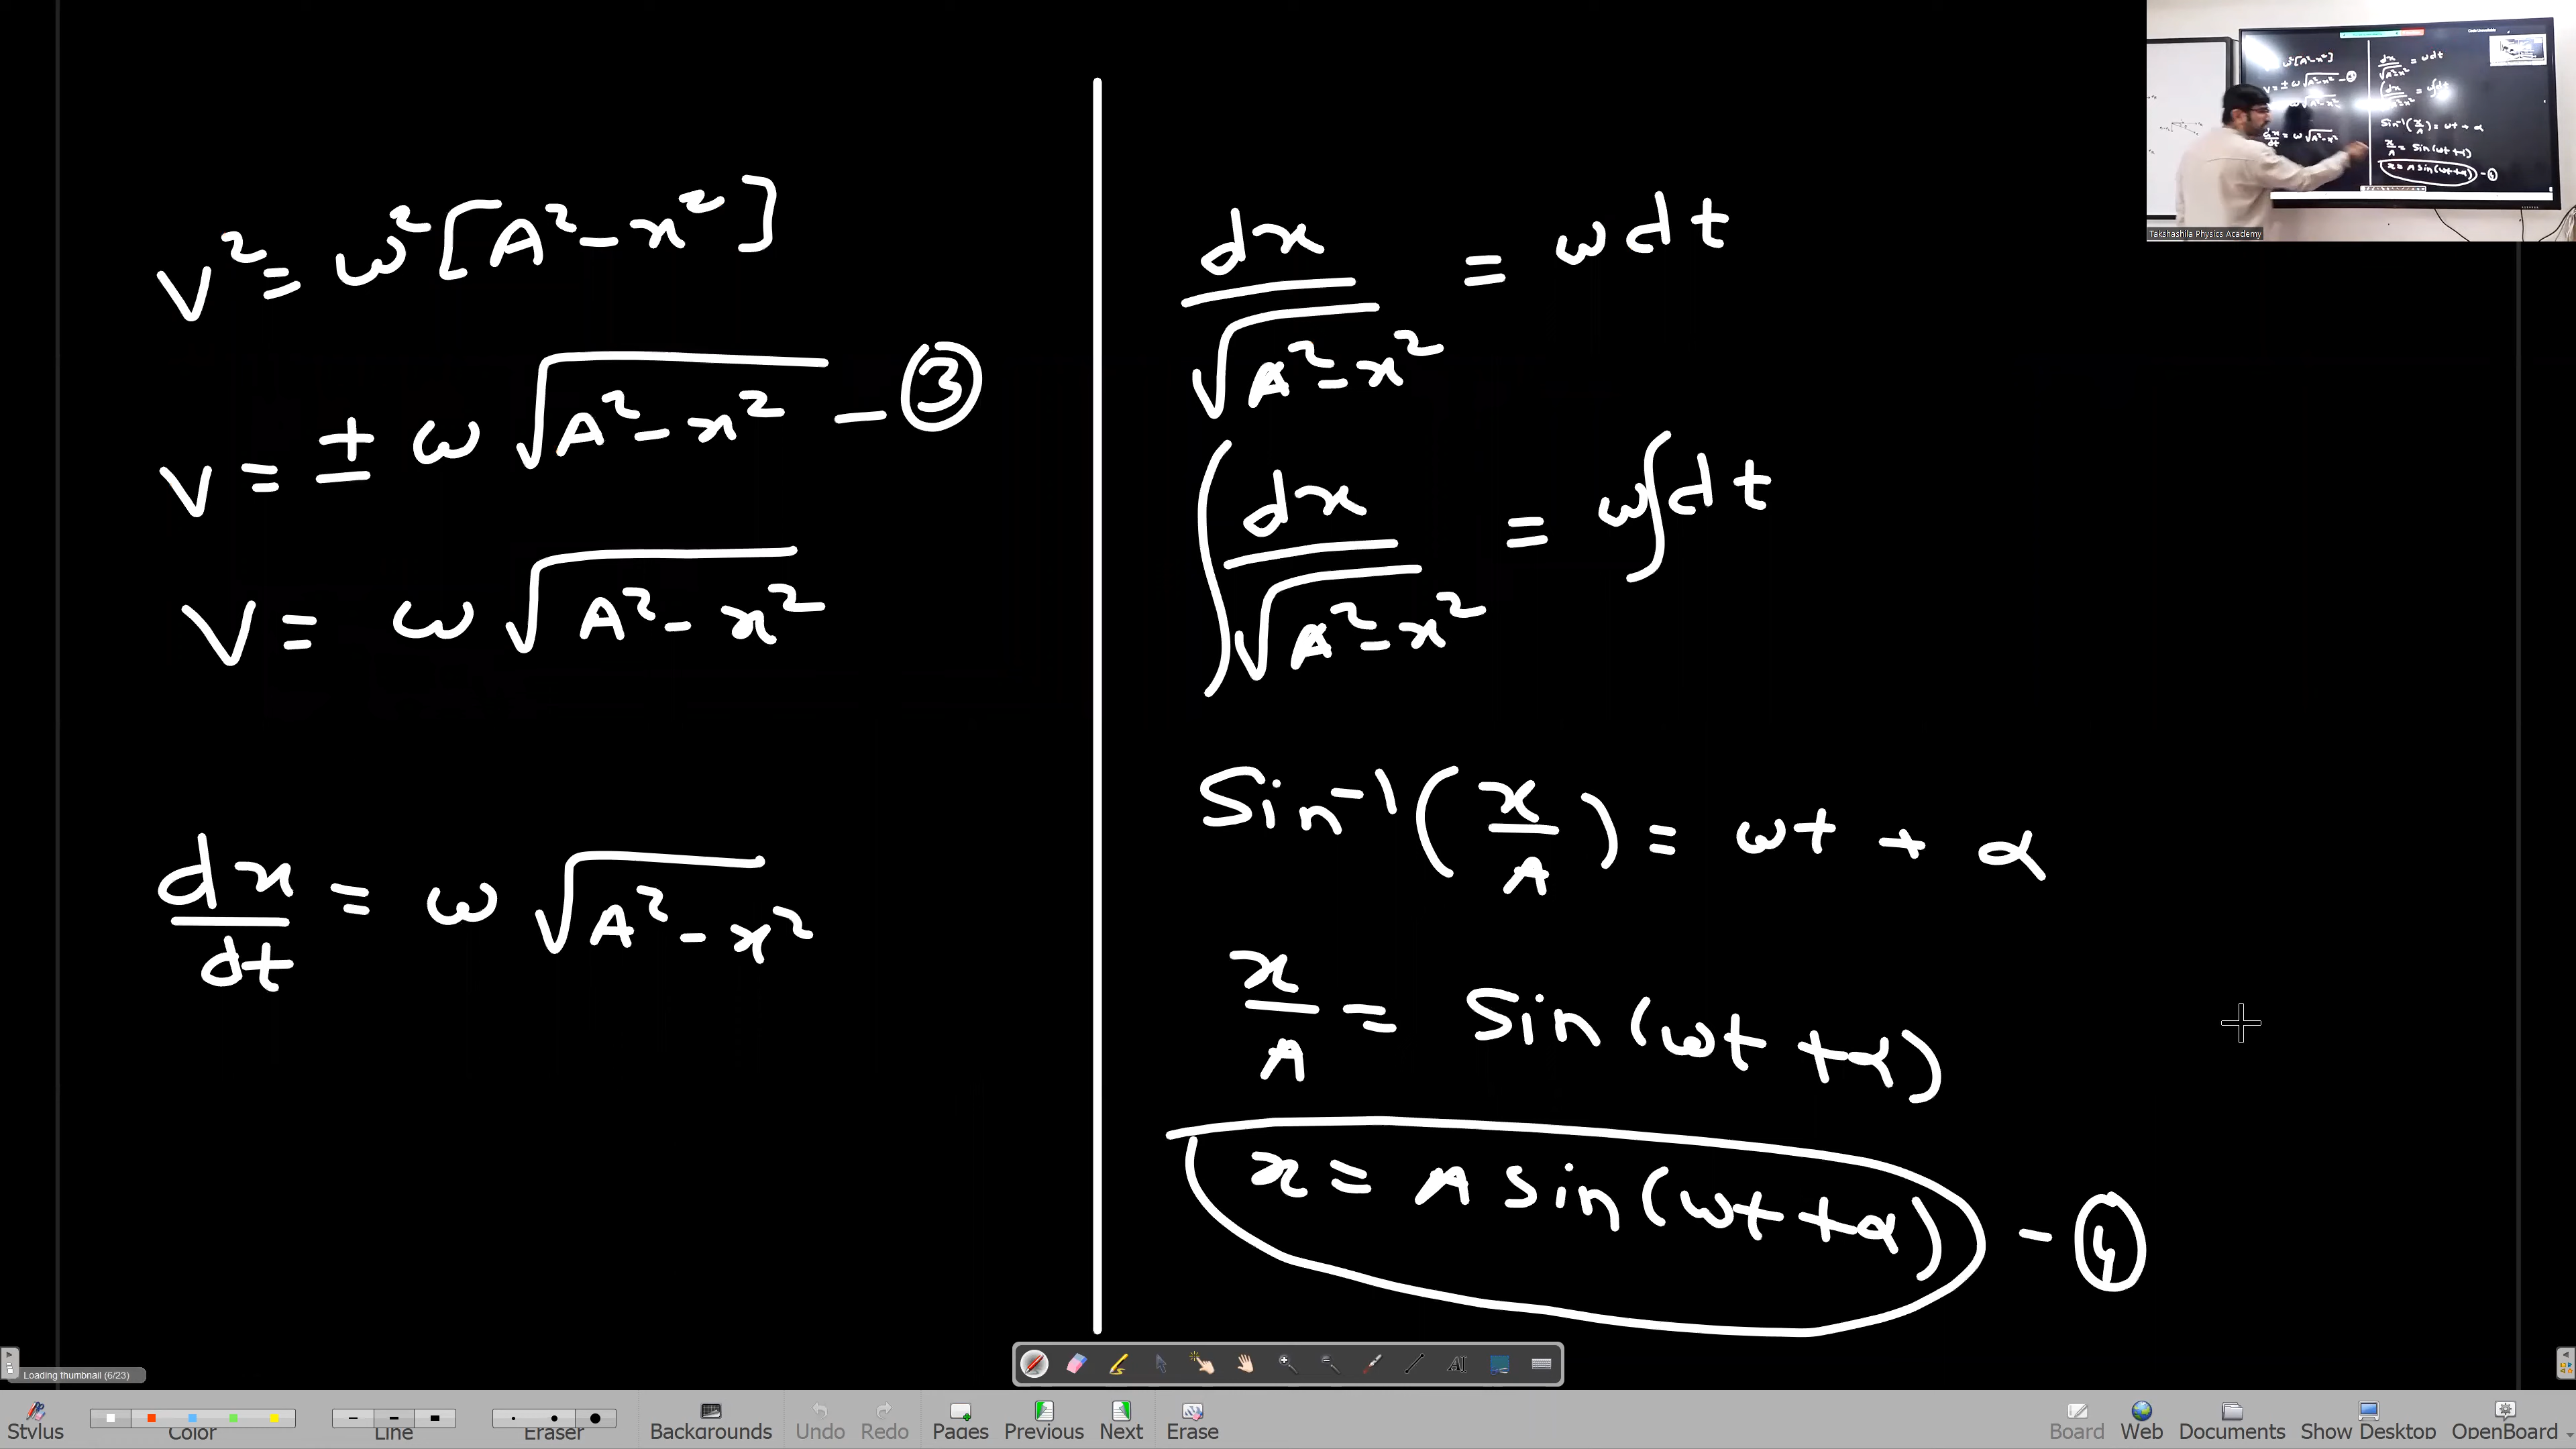 v² = ω² [A² - x²]
v = ± ω √(A² - x²) - ③
v = ω √(A² - x²)
dx/dt = ω √(A² - x²)
dx/√(A² - x²) = ω dt
∫ dx/√(A² - x²) = ω∫dt
Sin⁻¹(x/A) = ωt + α
x/A = Sin(ωt + α)
x = A sin(ωt + α) - ④
Takshashila Physics Academy
Loading thumbnail (6/23)
Stylus Color Line Eraser Backgrounds Undo Redo Pages Previous Next Erase Board Web Documents Show Desktop OpenBoard